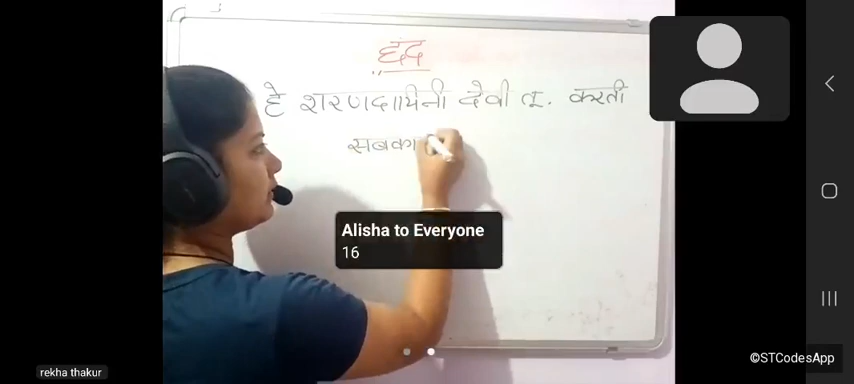 छंद
हे शरणदायिनी देवी तू. करती
सबका
Alisha to Everyone
16
rekha thakur
©STCodesApp